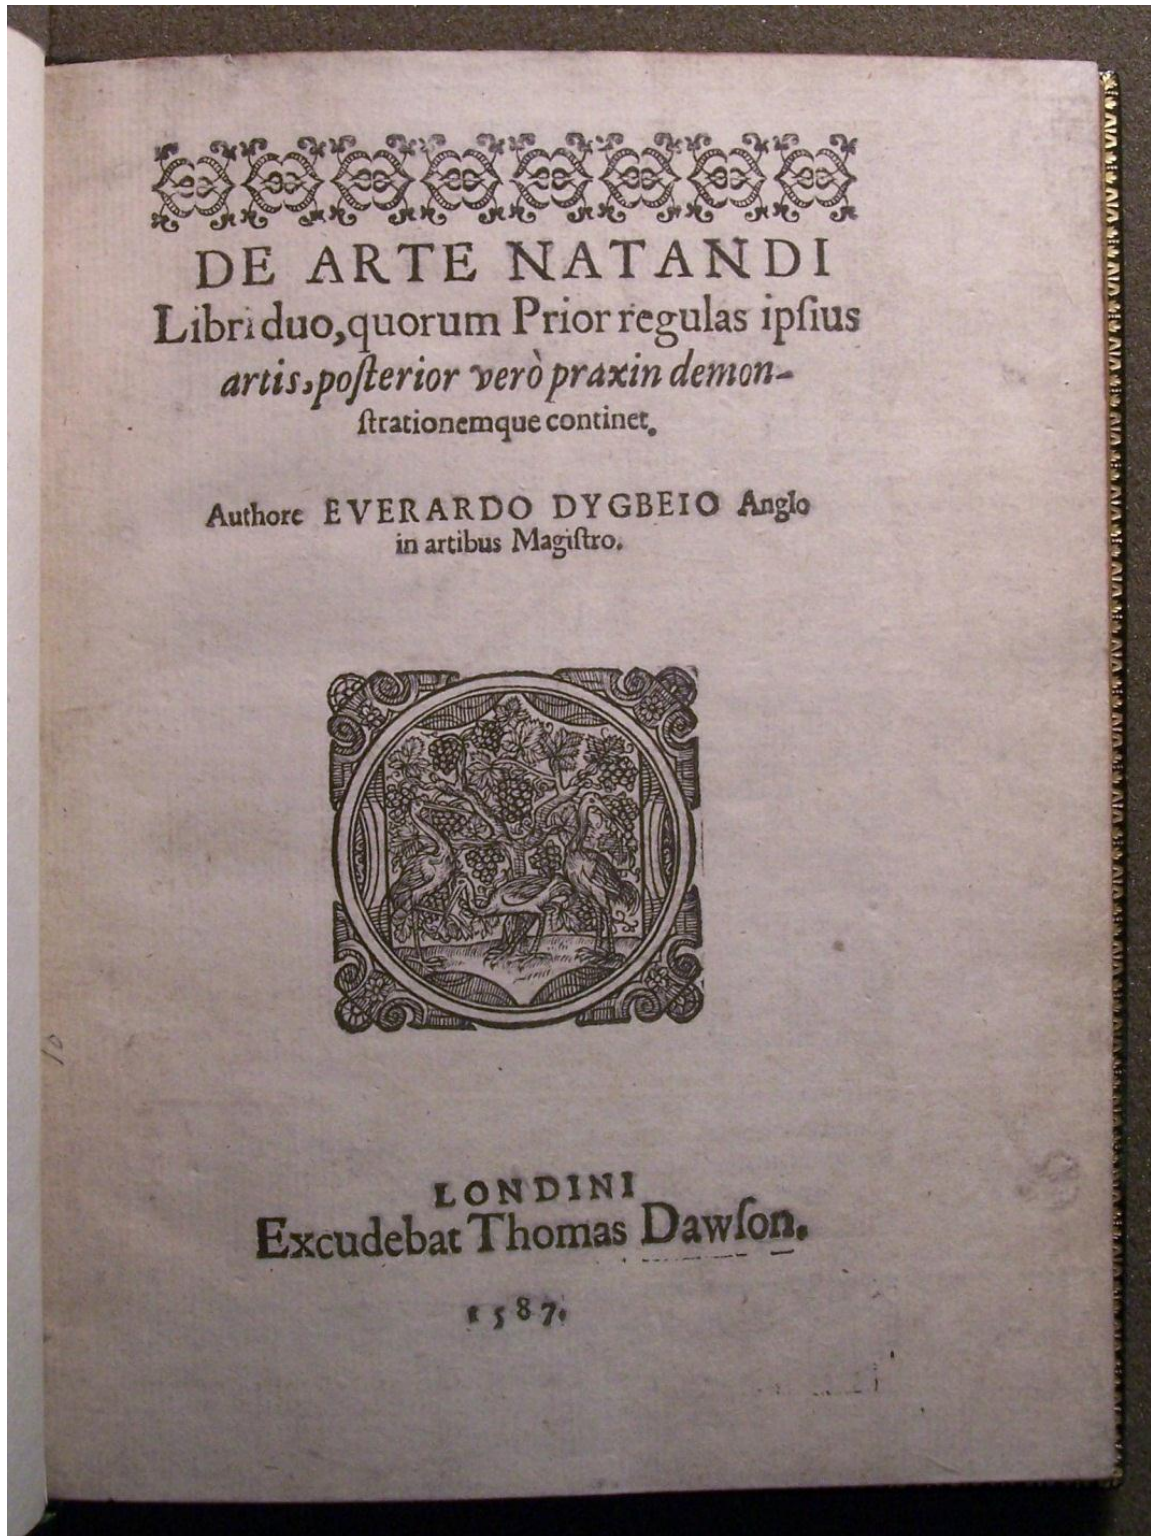 DE ARTE NATANDI
Libri duo, quorum Prior regulas ipſius
artis, poſterior verò praxin demon-
ſtrationemque continet.
Authore EVERARDO DYGBEIO Anglo
in artibus Magiſtro.
10
LONDINI
Excudebat Thomas Dawſon.
1587.